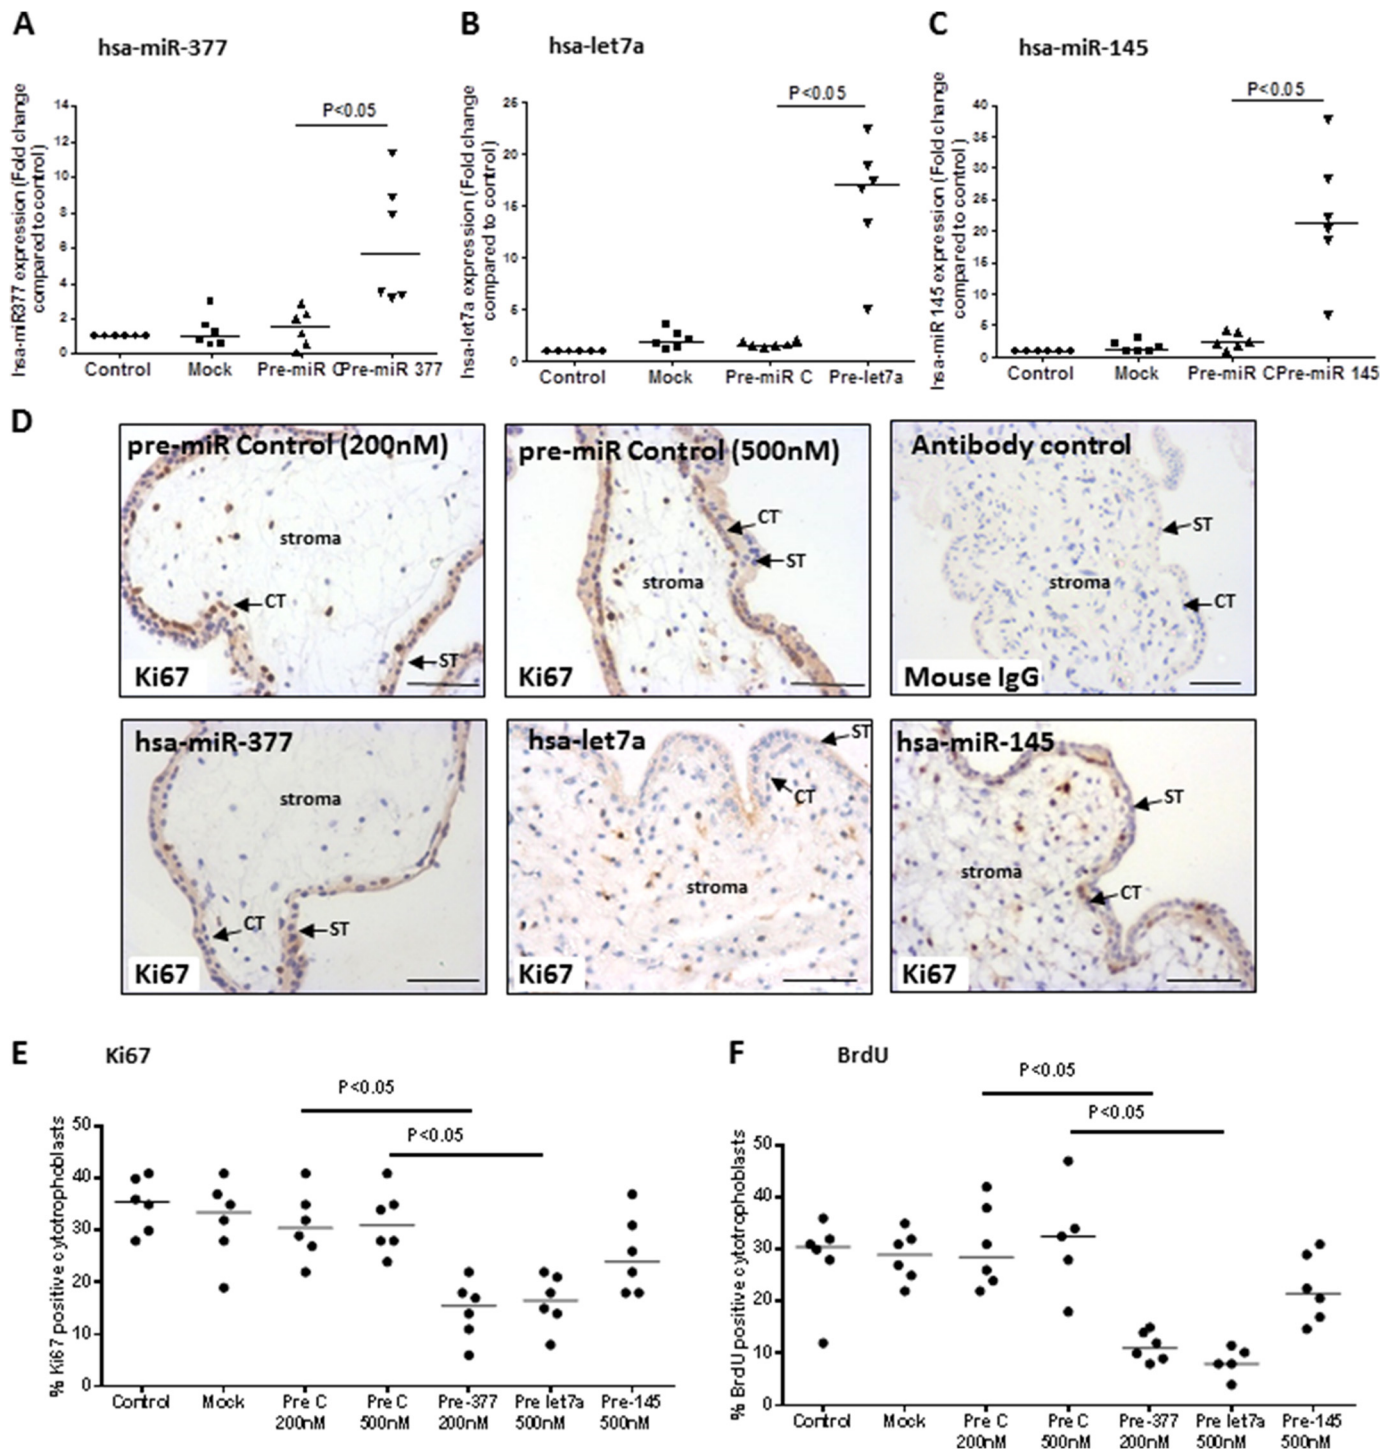 A
hsa-miR-377
hsa-miR377 expression (Fold change
compared to control)
14
12
10
8
6
4
2
0
P<0.05
Control
Mock
Pre-miR C
Pre-miR 377
B
hsa-let7a
hsa-let7a expression (Fold change
compared to control)
25
20
15
10
5
0
P<0.05
Control
Mock
Pre-miR C
Pre-let7a
C
hsa-miR-145
hsa-miR 145 expression (Fold change
compared to control)
40
35
30
25
20
15
10
5
0
P<0.05
Control
Mock
Pre-miR C
Pre-miR 145
D
pre-miR Control (200nM)
stroma
CT
ST
Ki67
pre-miR Control (500nM)
CT
ST
stroma
Ki67
Antibody control
ST
stroma
CT
Mouse IgG
hsa-miR-377
stroma
CT
ST
Ki67
hsa-let7a
ST
CT
stroma
Ki67
hsa-miR-145
ST
stroma
CT
Ki67
E
Ki67
% Ki67 positive cytotrophoblasts
50
40
30
20
10
0
P<0.05
P<0.05
Control
Mock
Pre C
200nM
Pre C
500nM
Pre-377
200nM
Pre let7a
500nM
Pre-145
500nM
F
BrdU
% BrdU positive cytotrophoblasts
50
40
30
20
10
0
P<0.05
P<0.05
Control
Mock
Pre C
200nM
Pre C
500nM
Pre-377
200nM
Pre let7a
500nM
Pre-145
500nM